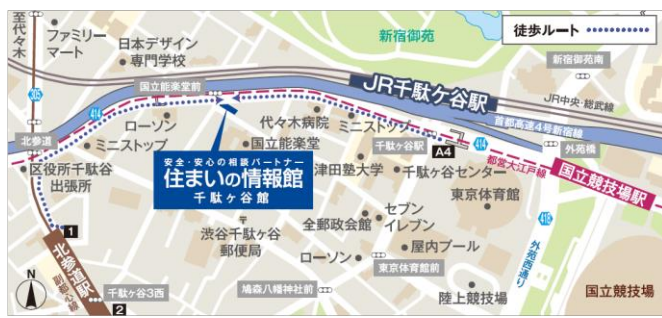 至代々木
ファミリー
マート
日本デザイン
専門学校
新宿御苑
徒歩ルート
国立能楽堂前
JR千駄ケ谷駅
新宿御苑南
JR中央・総武線
首都高速4号新宿線
305
414
北参道
ローソン
ミニストップ
代々木病院
ミニストップ
国立能楽堂
千駄ケ谷駅
A4
414
外苑橋
都営大江戸線
国立競技場駅
区役所千駄谷
出張所
安全・安心の相談パートナー
住まいの情報館
千駄ケ谷館
津田塾大学
千駄ケ谷センター
東京体育館
1
北参道駅
副都心線
渋谷千駄ケ谷
郵便局
全郵政会館
セブン
イレブン
418
外苑西通り
ローソン
屋内プール
東京体育館前
N
千駄ケ谷3西
2
鳩森八幡神社前
陸上競技場
国立競技場